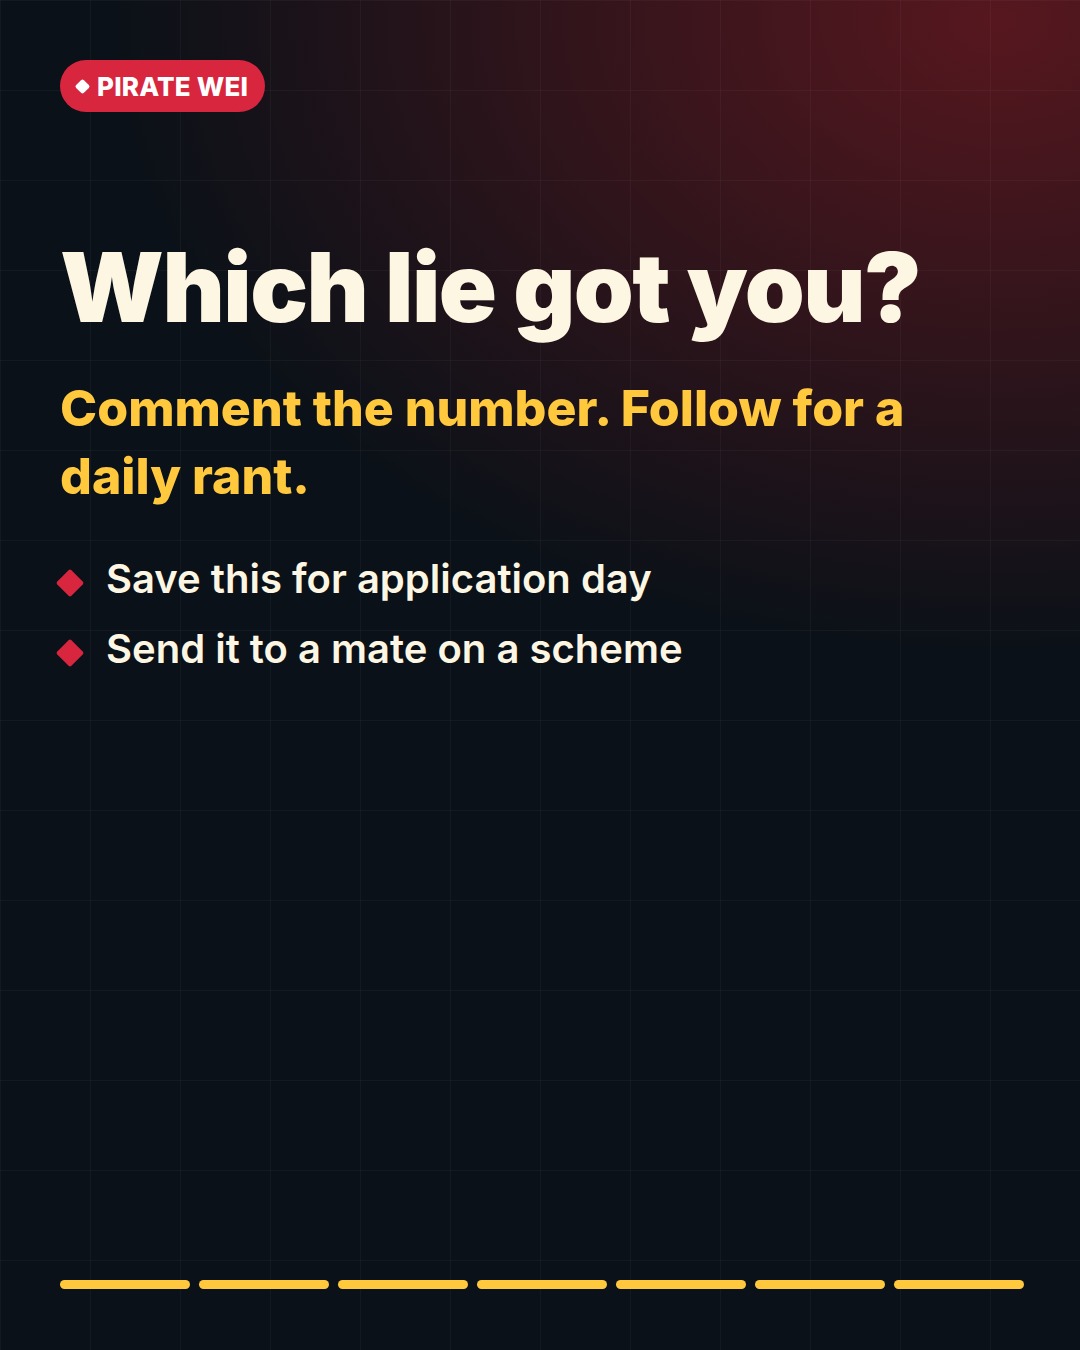 PIRATE WEI
Which lie got you?
Comment the number. Follow for a
daily rant.
Save this for application day
Send it to a mate on a scheme